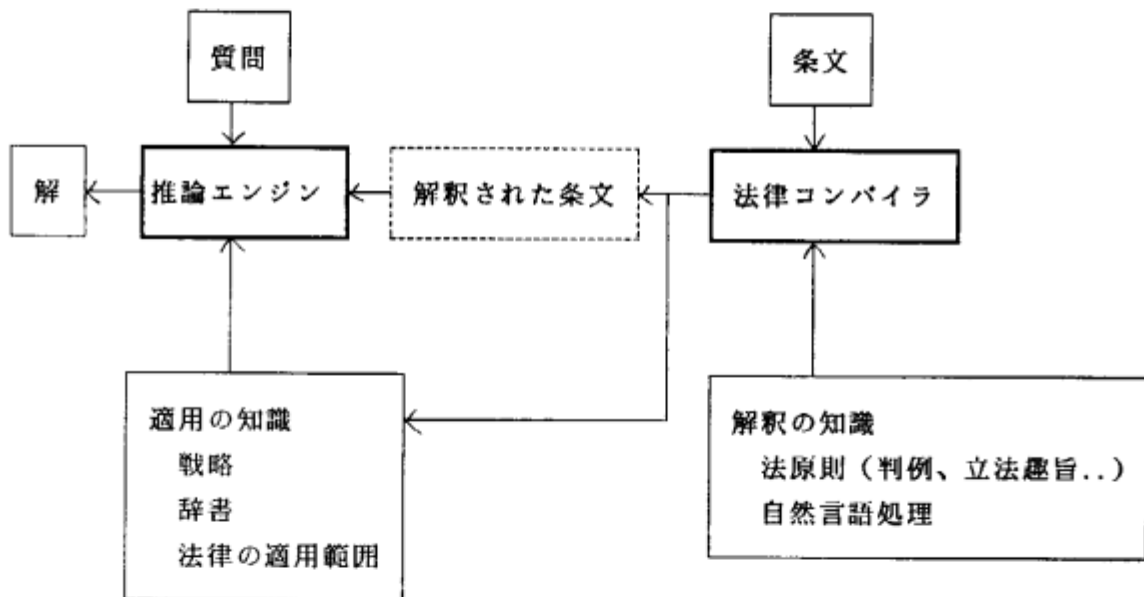 質問
条文
解
推論エンジン
解釈された条文
法律コンパイラ
適用の知識
戦略
辞書
法律の適用範囲
解釈の知識
法原則（判例、立法趣旨..）
自然言語処理